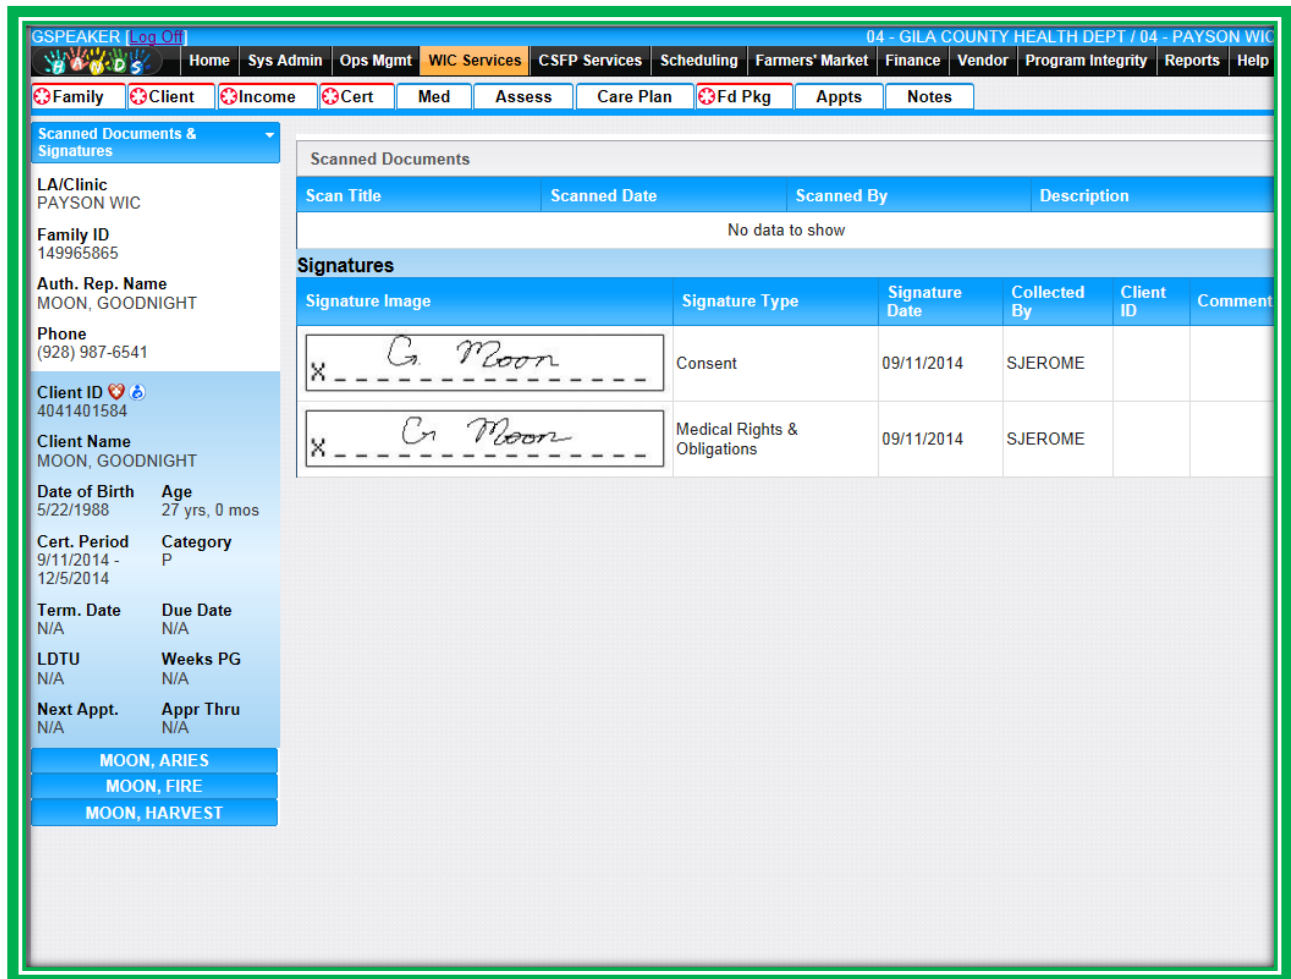 GSPEAKER [Log Off] 04 - GILA COUNTY HEALTH DEPT / 04 - PAYSON WIC
HANDS Home Sys Admin Ops Mgmt WIC Services CSFP Services Scheduling Farmers' Market Finance Vendor Program Integrity Reports Help
Family Client Income Cert Med Assess Care Plan Fd Pkg Appts Notes
Scanned Documents &
Signatures
LA/Clinic
PAYSON WIC
Family ID
149965865
Auth. Rep. Name
MOON, GOODNIGHT
Phone
(928) 987-6541
Client ID
4041401584
Client Name
MOON, GOODNIGHT
Date of Birth Age
5/22/1988 27 yrs, 0 mos
Cert. Period Category
9/11/2014 - P
12/5/2014
Term. Date Due Date
N/A N/A
LDTU Weeks PG
N/A N/A
Next Appt. Appr Thru
N/A N/A
MOON, ARIES
MOON, FIRE
MOON, HARVEST
Scanned Documents
Scan Title Scanned Date Scanned By Description
No data to show
Signatures
Signature Image Signature Type Signature Date Collected By Client ID Comment
X G. Moon Consent 09/11/2014 SJEROME
X G Moon Medical Rights & Obligations 09/11/2014 SJEROME